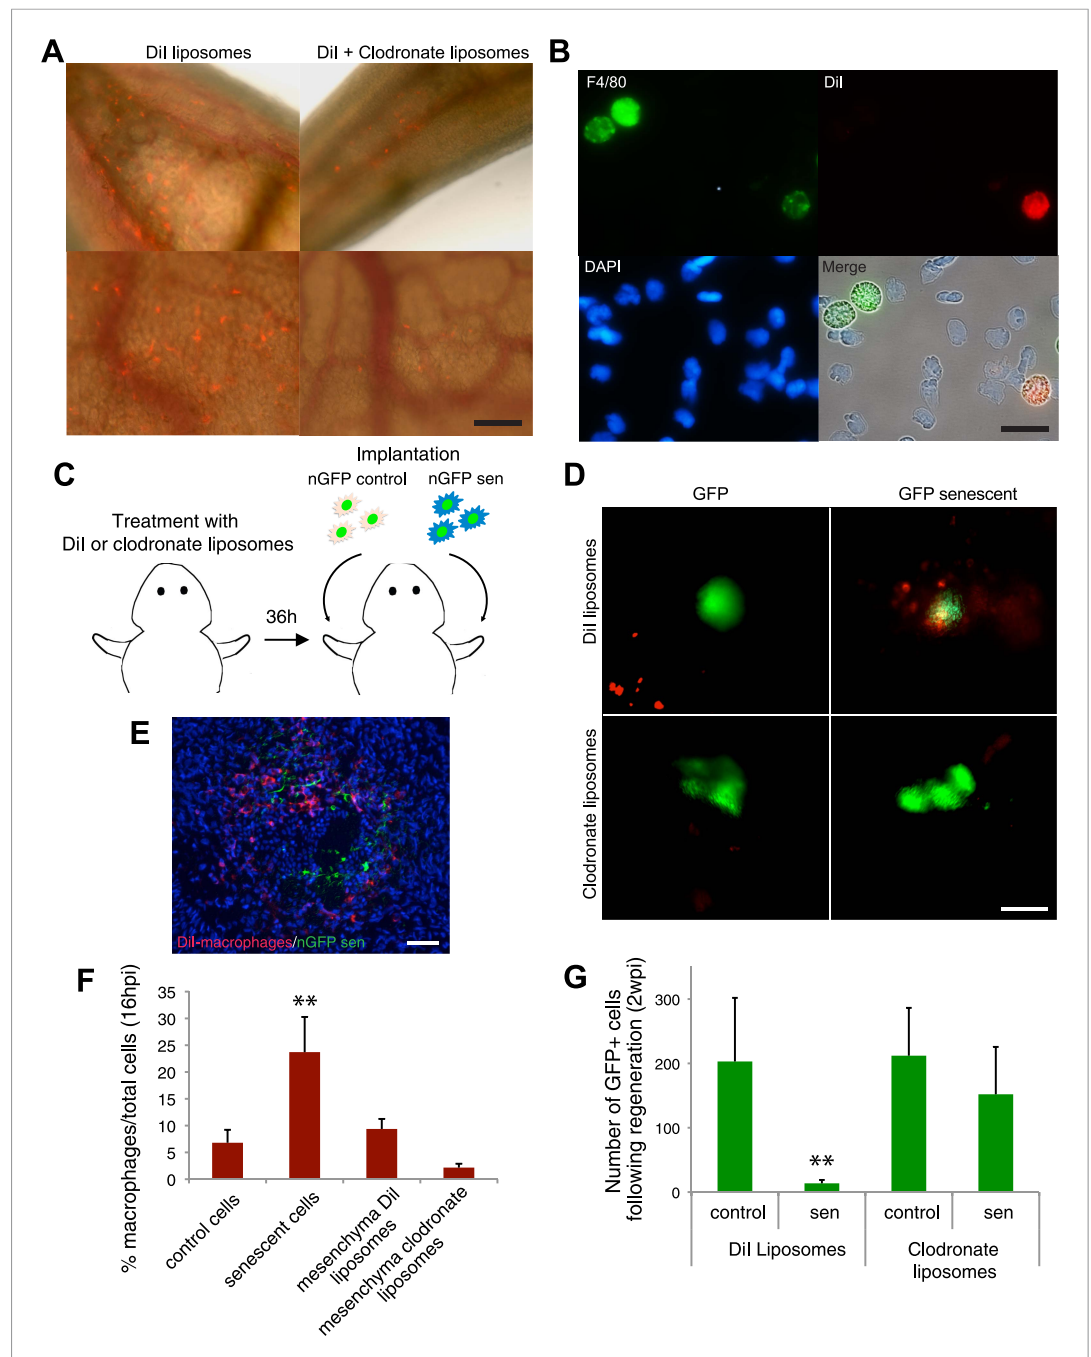 A
DiI liposomes
DiI + Clodronate liposomes
B
F4/80
DiI
DAPI
Merge
C
Implantation
nGFP control
nGFP sen
Treatment with
DiI or clodronate liposomes
36h
D
GFP
GFP senescent
DiI liposomes
Clodronate liposomes
E
DiI-macrophages/nGFP sen
F
% macrophages/total cells (16hpi)
35
30
25
20
15
10
5
0
**
control cells
senescent cells
mesenchyma DiI
liposomes
mesenchyma clodronate
liposomes
G
Number of GFP+ cells
following regeneration (2wpi)
300
200
100
0
**
control
sen
control
sen
DiI Liposomes
Clodronate
liposomes